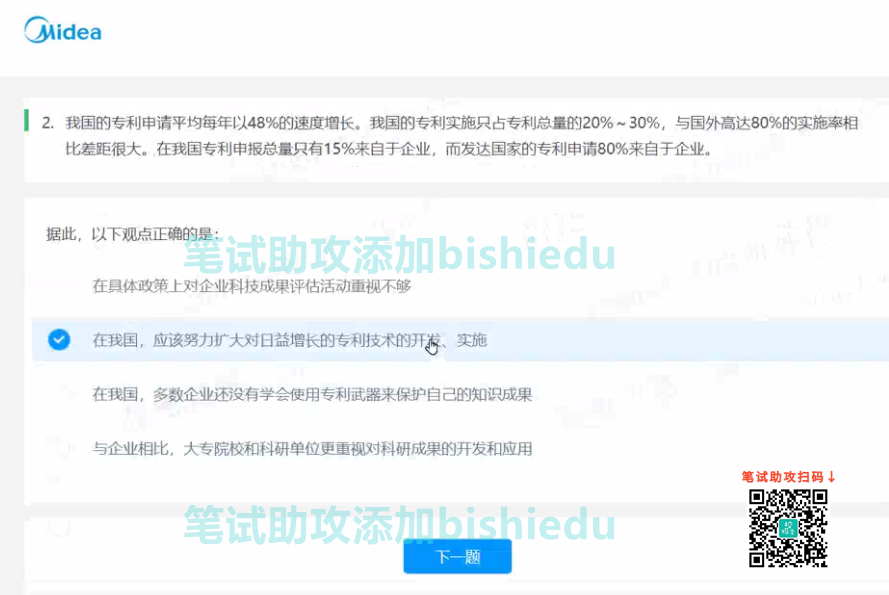 Midea
2. 我国的专利申请平均每年以48%的速度增长。我国的专利实施只占专利总量的20%～30%，与国外高达80%的实施率相
比差距很大。在我国专利申报总量只有15%来自于企业，而发达国家的专利申请80%来自于企业。
据此，以下观点正确的是：
笔试助攻添加bishiedu
在具体政策上对企业科技成果评估活动重视不够
在我国，应该努力扩大对日益增长的专利技术的开发、实施
在我国，多数企业还没有学会使用专利武器来保护自己的知识成果
与企业相比，大专院校和科研单位更重视对科研成果的开发和应用
笔试助攻扫码↓
笔试助攻添加bishiedu
下一题